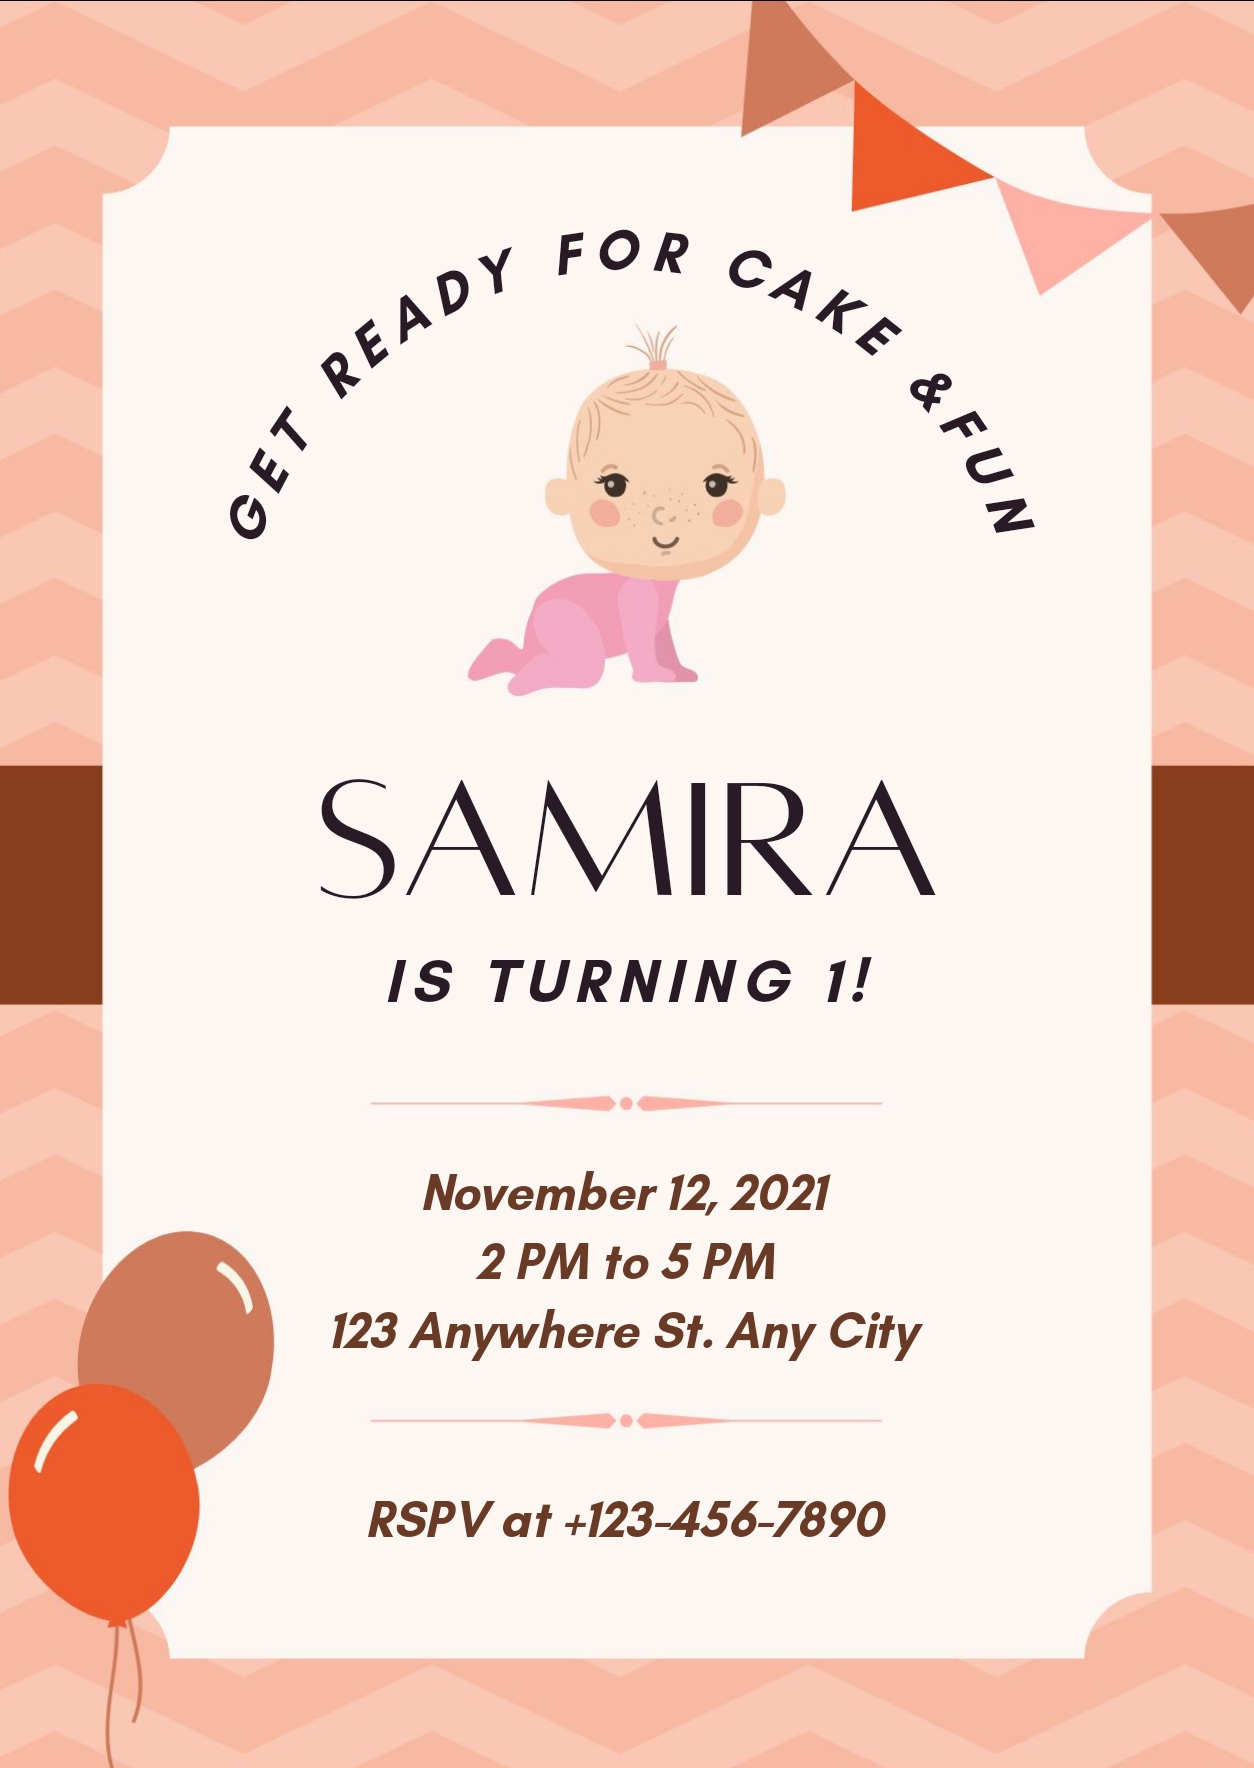 GET READY FOR CAKE &FUN
SAMIRA
IS TURNING 1!
November 12, 2021
2 PM to 5 PM
123 Anywhere St. Any City
RSPV at +123-456-7890